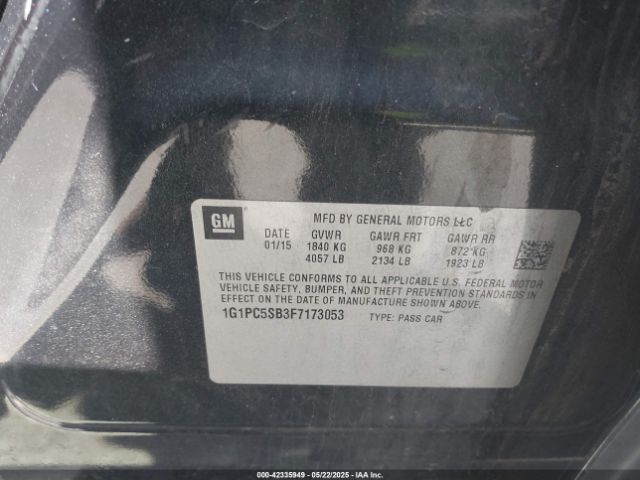 GM
MFD BY GENERAL MOTORS LLC
DATE GVWR GAWR FRT GAWR RR
01/15 1840 KG 968 KG 872 KG
4057 LB 2134 LB 1923 LB
THIS VEHICLE CONFORMS TO ALL APPLICABLE U.S. FEDERAL MOTOR
VEHICLE SAFETY, BUMPER, AND THEFT PREVENTION STANDARDS IN
EFFECT ON THE DATE OF MANUFACTURE SHOWN ABOVE.
1G1PC5SB3F7173053 TYPE: PASS CAR
000-42335949 - 05/22/2025 - IAAI.COM